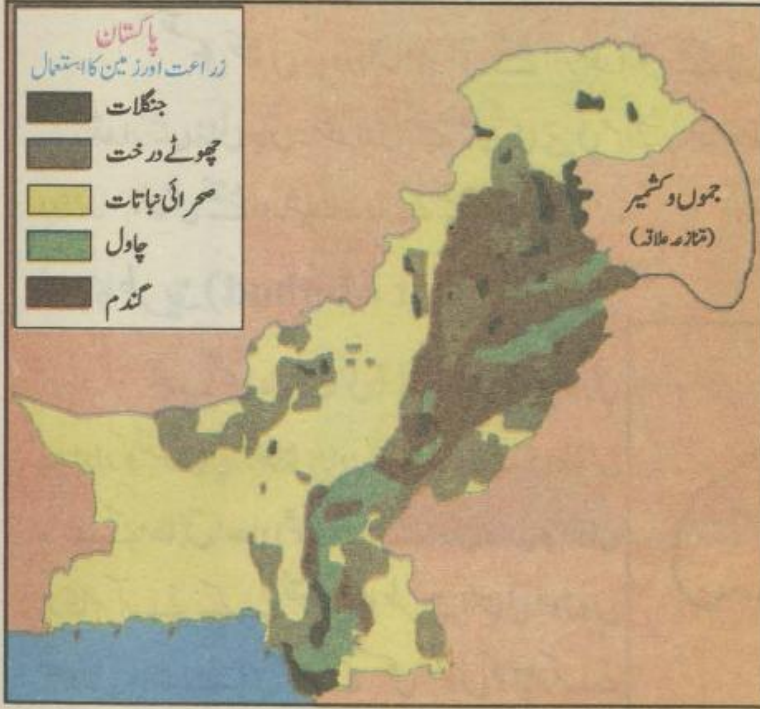 پاکستان
زراعت اور زمین کا استعمال
جنگلات
چھوٹے درخت
صحرائی نباتات
چاول
گندم
جموں و کشمیر
(متنازعہ علاقہ)